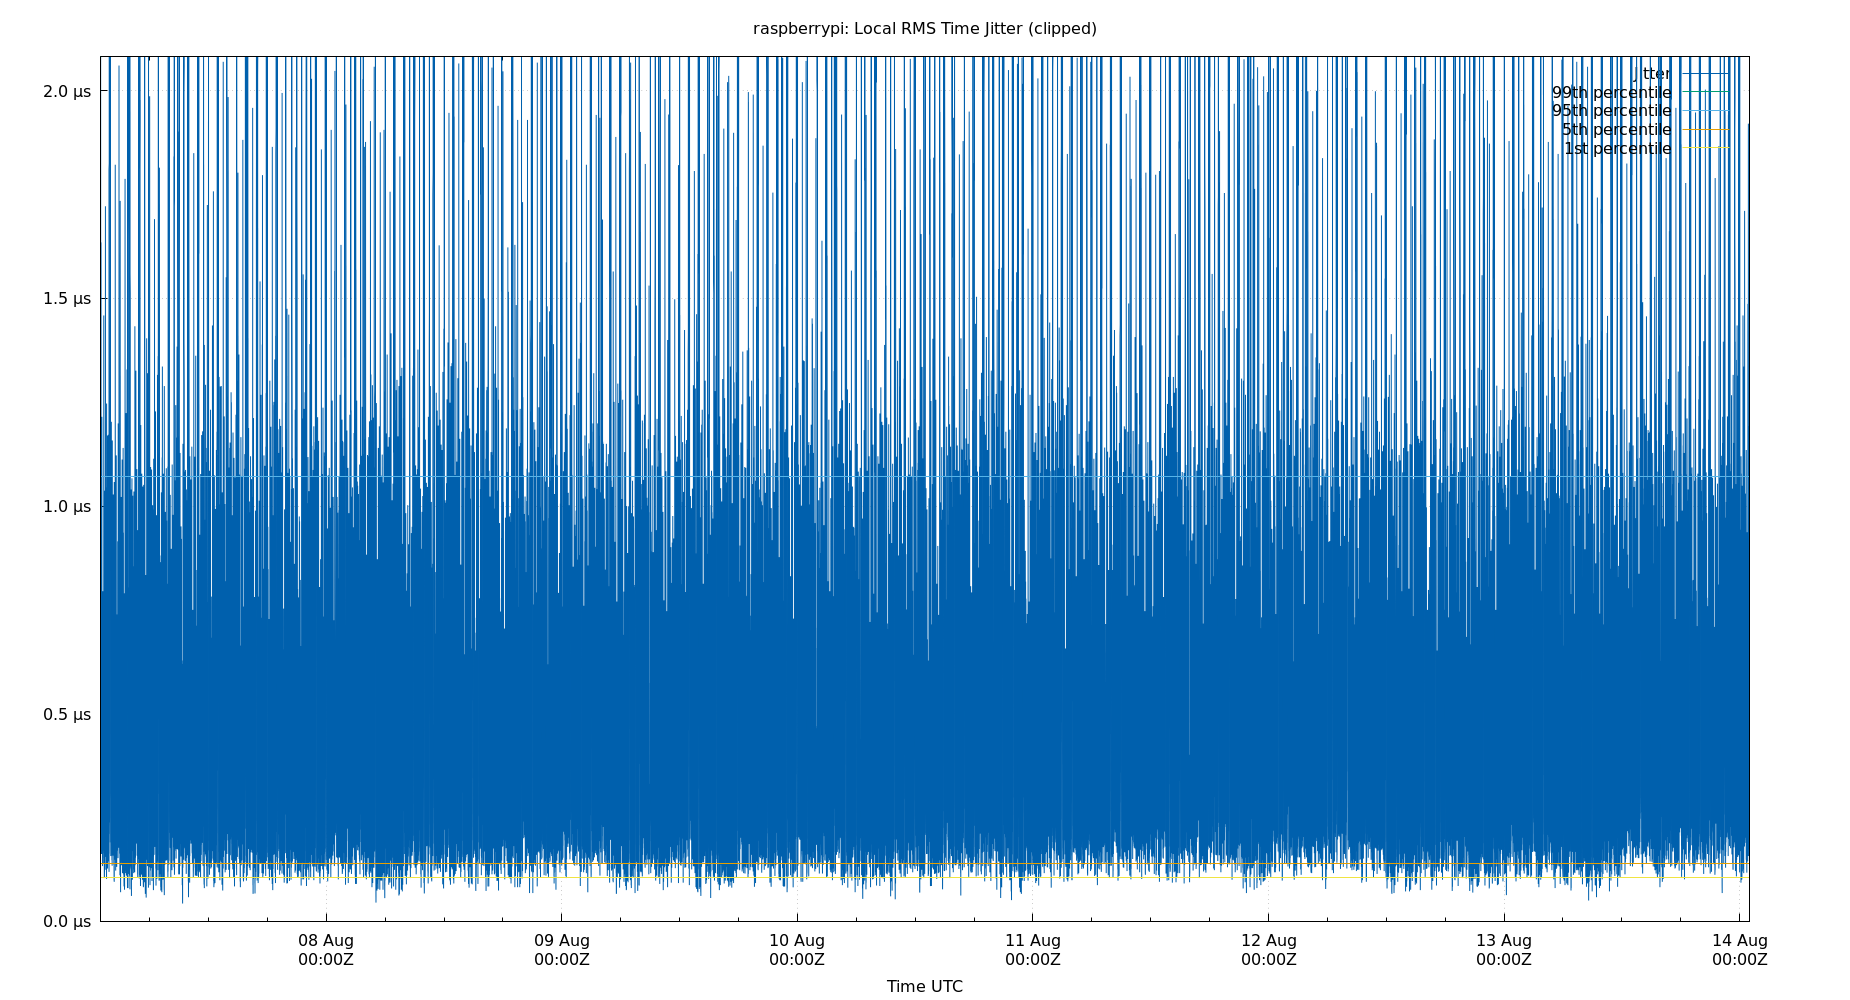 raspberrypi: Local RMS Time Jitter (clipped)
jitter
99th percentile
95th percentile
5th percentile
1st percentile
2.0 µs
1.5 µs
1.0 µs
0.5 µs
0.0 µs
08 Aug
00:00Z
09 Aug
00:00Z
10 Aug
00:00Z
11 Aug
00:00Z
12 Aug
00:00Z
13 Aug
00:00Z
14 Aug
00:00Z
Time UTC